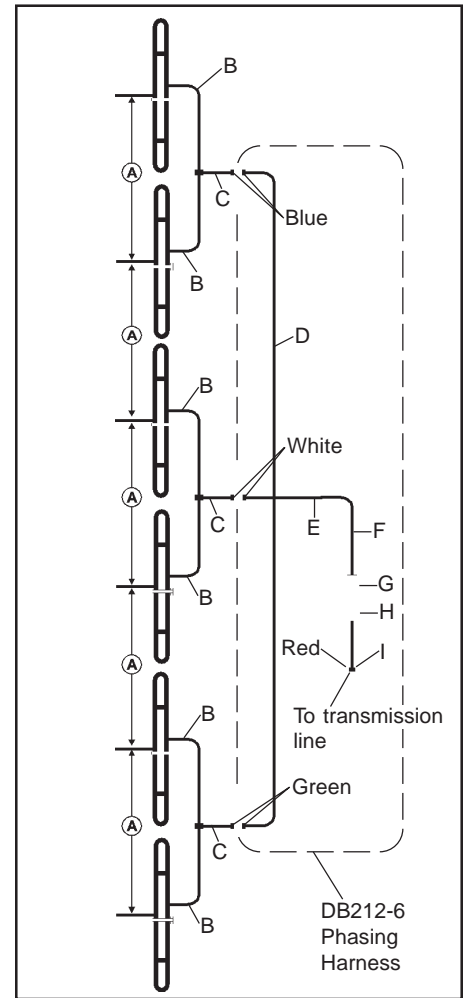 B
A
C
Blue
B
A
D
B
White
A
C
E
F
G
B
H
Red
I
A
To transmission
line
B
Green
A
C
B
DB212-6
Phasing
Harness